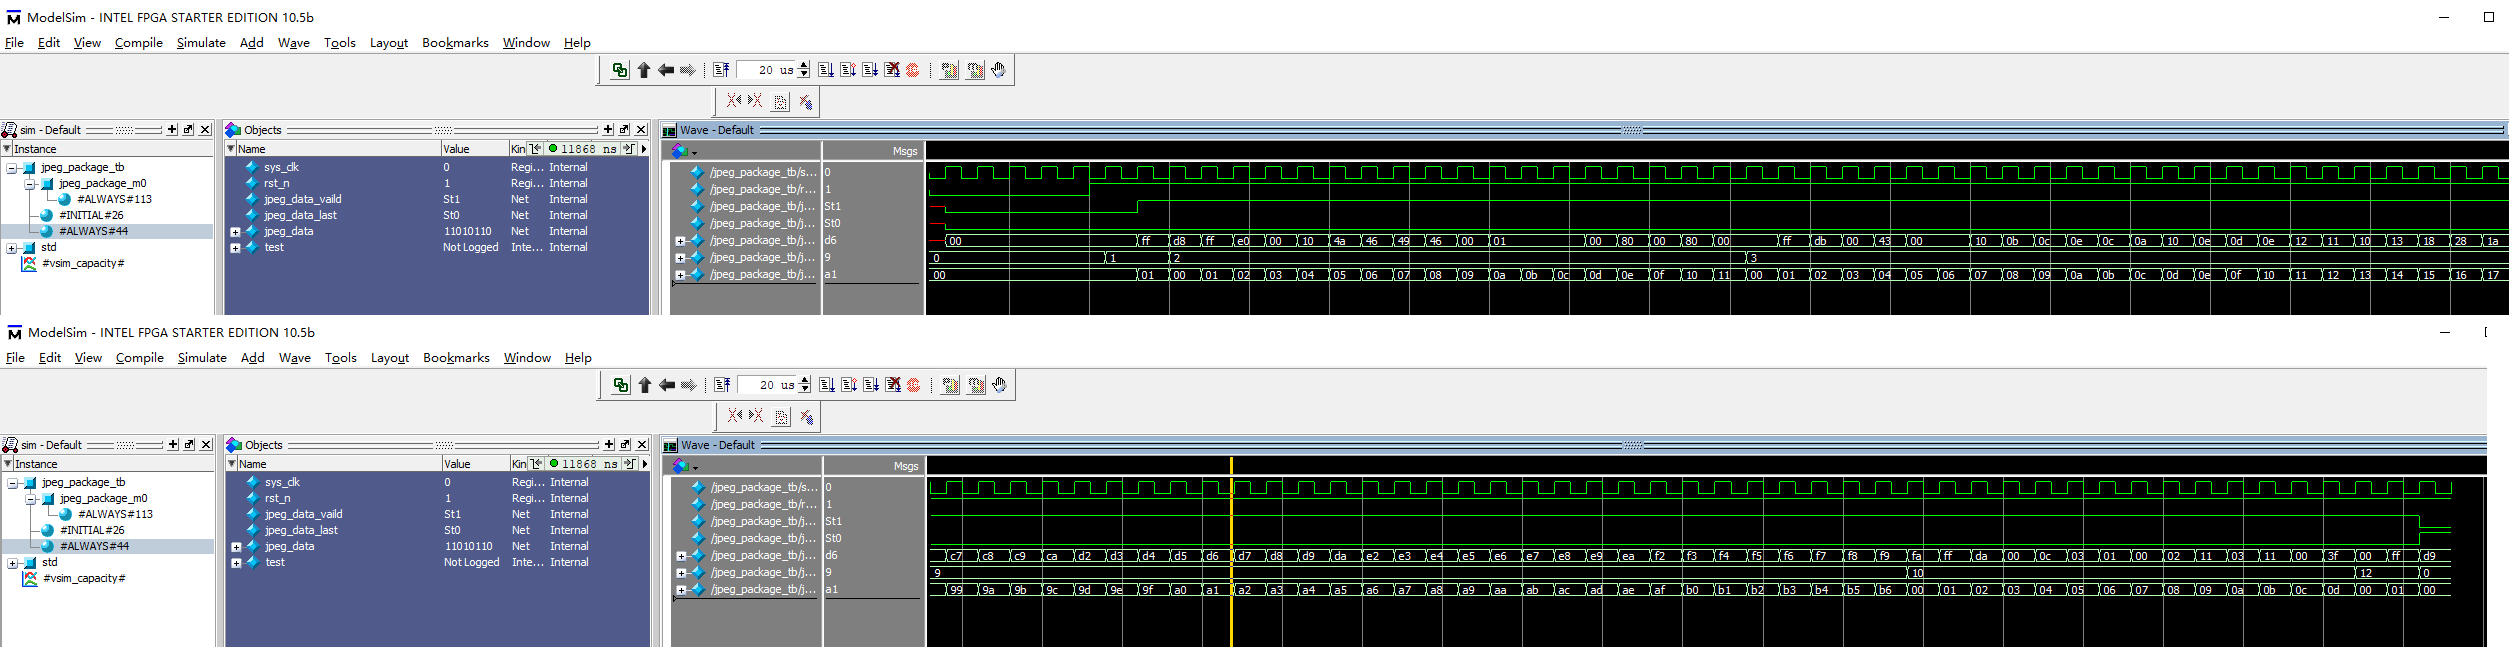 ModelSim - INTEL FPGA STARTER EDITION 10.5b
File Edit View Compile Simulate Add Wave Tools Layout Bookmarks Window Help
20 us
sim - Default
Objects
Wave - Default
Instance
Name Value Kin 11868 ns
Msgs
jpeg_package_tb
jpeg_package_m0
#ALWAYS#113
#INITIAL#26
#ALWAYS#44
std
#vsim_capacity#
sys_clk 0 Regi... Internal
rst_n 1 Regi... Internal
jpeg_data_vaild St1 Net Internal
jpeg_data_last St0 Net Internal
jpeg_data 11010110 Net Internal
test Not Logged Inte... Internal
/jpeg_package_tb/s... 0
/jpeg_package_tb/r... 1
/jpeg_package_tb/j... St1
/jpeg_package_tb/j... St0
/jpeg_package_tb/j... d6 00 ff d8 ff e0 00 10 4a 46 49 46 00 01 00 80 00 80 00 ff db 00 43 00 10 0b 0c 0e 0c 0a 10 0e 0d 0e 12 11 10 13 18 28 1a
/jpeg_package_tb/j... 9 0 1 2 3
/jpeg_package_tb/j... a1 00 01 00 01 02 03 04 05 06 07 08 09 0a 0b 0c 0d 0e 0f 10 11 00 01 02 03 04 05 06 07 08 09 0a 0b 0c 0d 0e 0f 10 11 12 13 14 15 16 17
ModelSim - INTEL FPGA STARTER EDITION 10.5b
File Edit View Compile Simulate Add Wave Tools Layout Bookmarks Window Help
20 us
sim - Default
Objects
Wave - Default
Instance
Name Value Kin 11868 ns
Msgs
jpeg_package_tb
jpeg_package_m0
#ALWAYS#113
#INITIAL#26
#ALWAYS#44
std
#vsim_capacity#
sys_clk 0 Regi... Internal
rst_n 1 Regi... Internal
jpeg_data_vaild St1 Net Internal
jpeg_data_last St0 Net Internal
jpeg_data 11010110 Net Internal
test Not Logged Inte... Internal
/jpeg_package_tb/s... 0
/jpeg_package_tb/r... 1
/jpeg_package_tb/j... St1
/jpeg_package_tb/j... St0
/jpeg_package_tb/j... d6 c7 c8 c9 ca d2 d3 d4 d5 d6 d7 d8 d9 da e2 e3 e4 e5 e6 e7 e8 e9 ea f2 f3 f4 f5 f6 f7 f8 f9 fa ff da 00 0c 03 01 00 02 11 03 11 00 3f 00 ff d9
/jpeg_package_tb/j... 9 9 10 12 0
/jpeg_package_tb/j... a1 99 9a 9b 9c 9d 9e 9f a0 a1 a2 a3 a4 a5 a6 a7 a8 a9 aa ab ac ad ae af b0 b1 b2 b3 b4 b5 b6 00 01 02 03 04 05 06 07 08 09 0a 0b 0c 0d 00 01 00